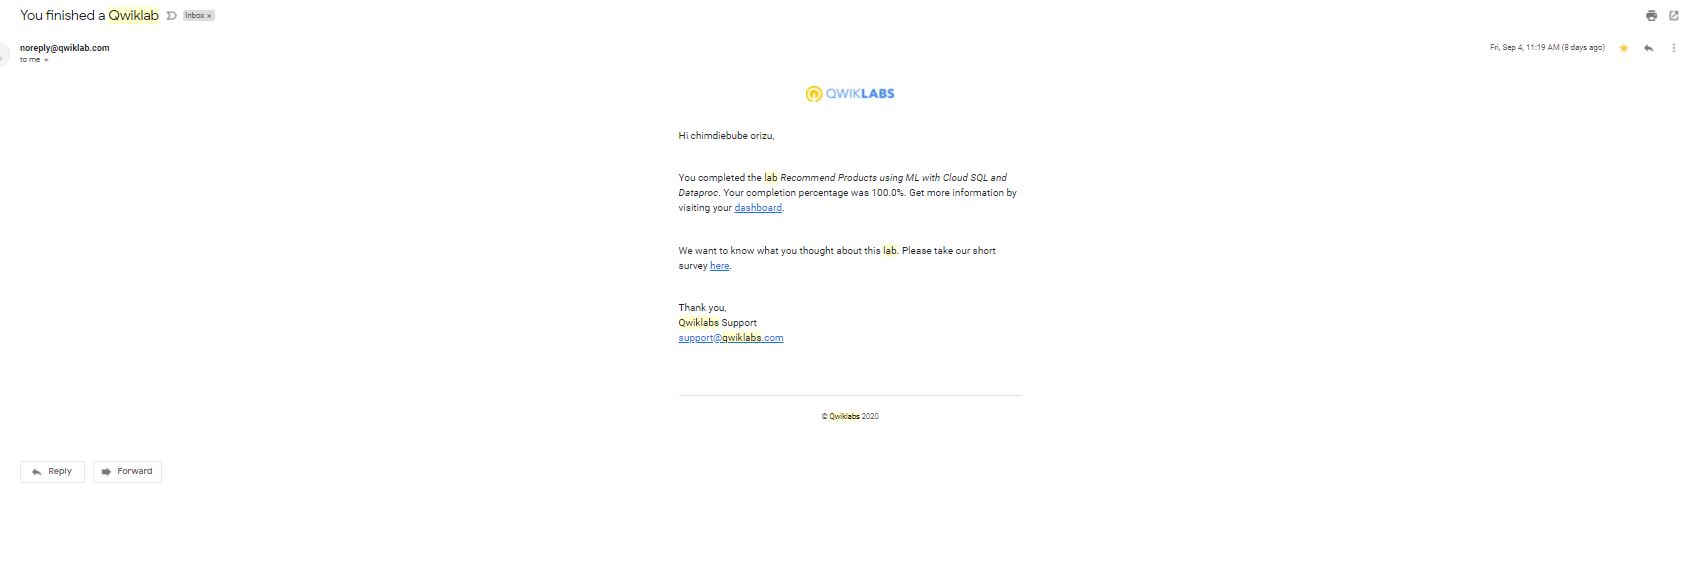 You finished a Qwiklab Inbox x
noreply@qwiklab.com Fri, Sep 4, 11:19 AM (8 days ago)
to me
QWIKLABS
Hi chimdiebube orizu,
You completed the lab Recommend Products using ML with Cloud SQL and
Dataproc. Your completion percentage was 100.0%. Get more information by
visiting your dashboard.
We want to know what you thought about this lab. Please take our short
survey here.
Thank you,
Qwiklabs Support
support@qwiklabs.com
© Qwiklabs 2020
Reply Forward